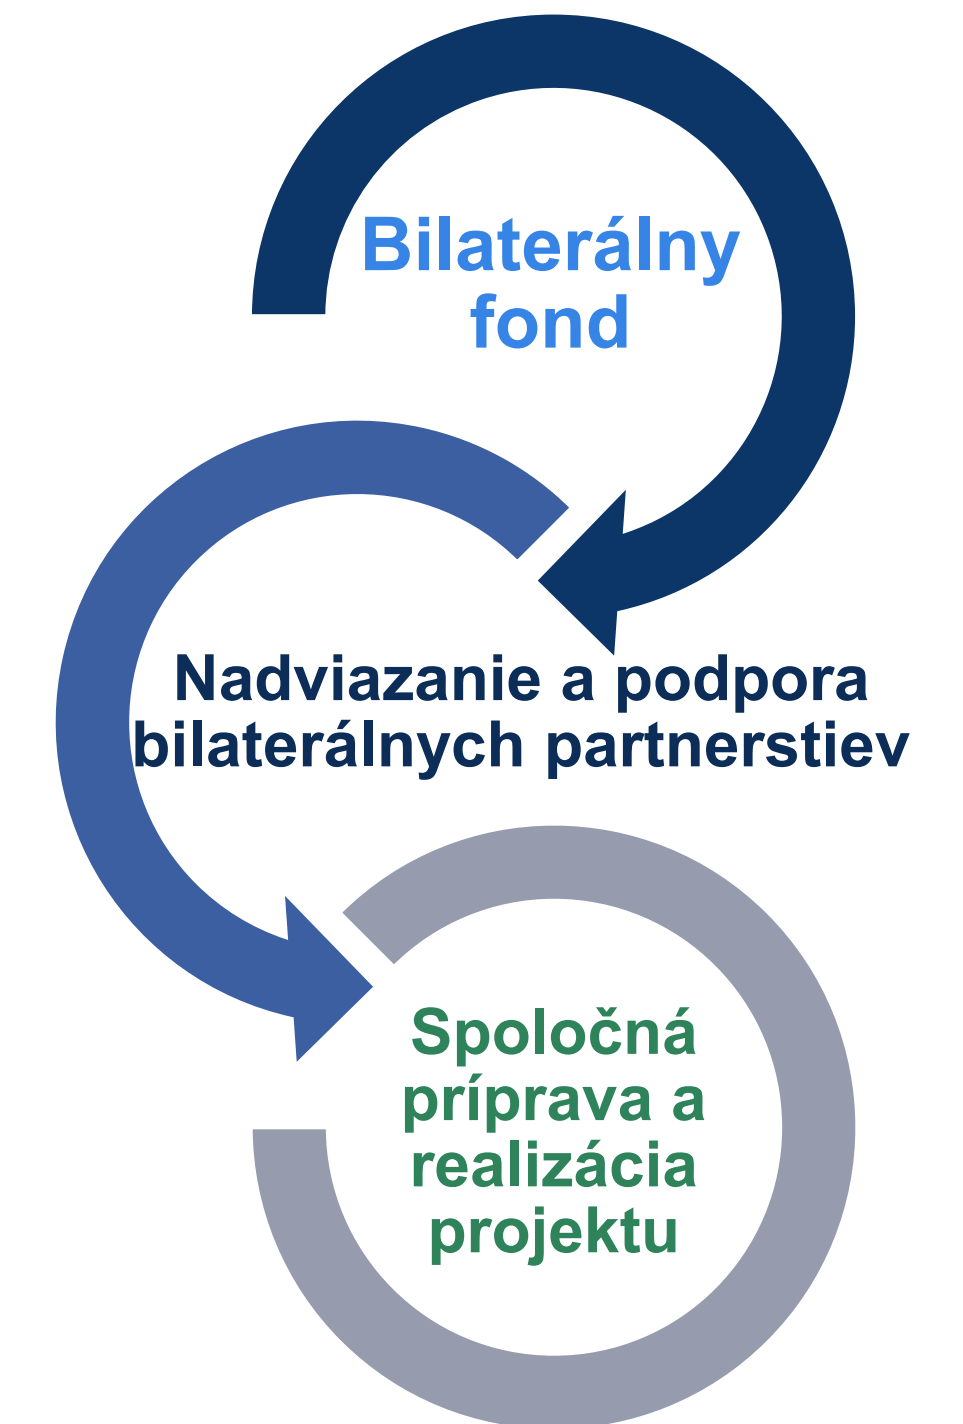 Bilaterálny
fond
Nadviazanie a podpora
bilaterálnych partnerstiev
Spoločná
príprava a
realizácia
projektu